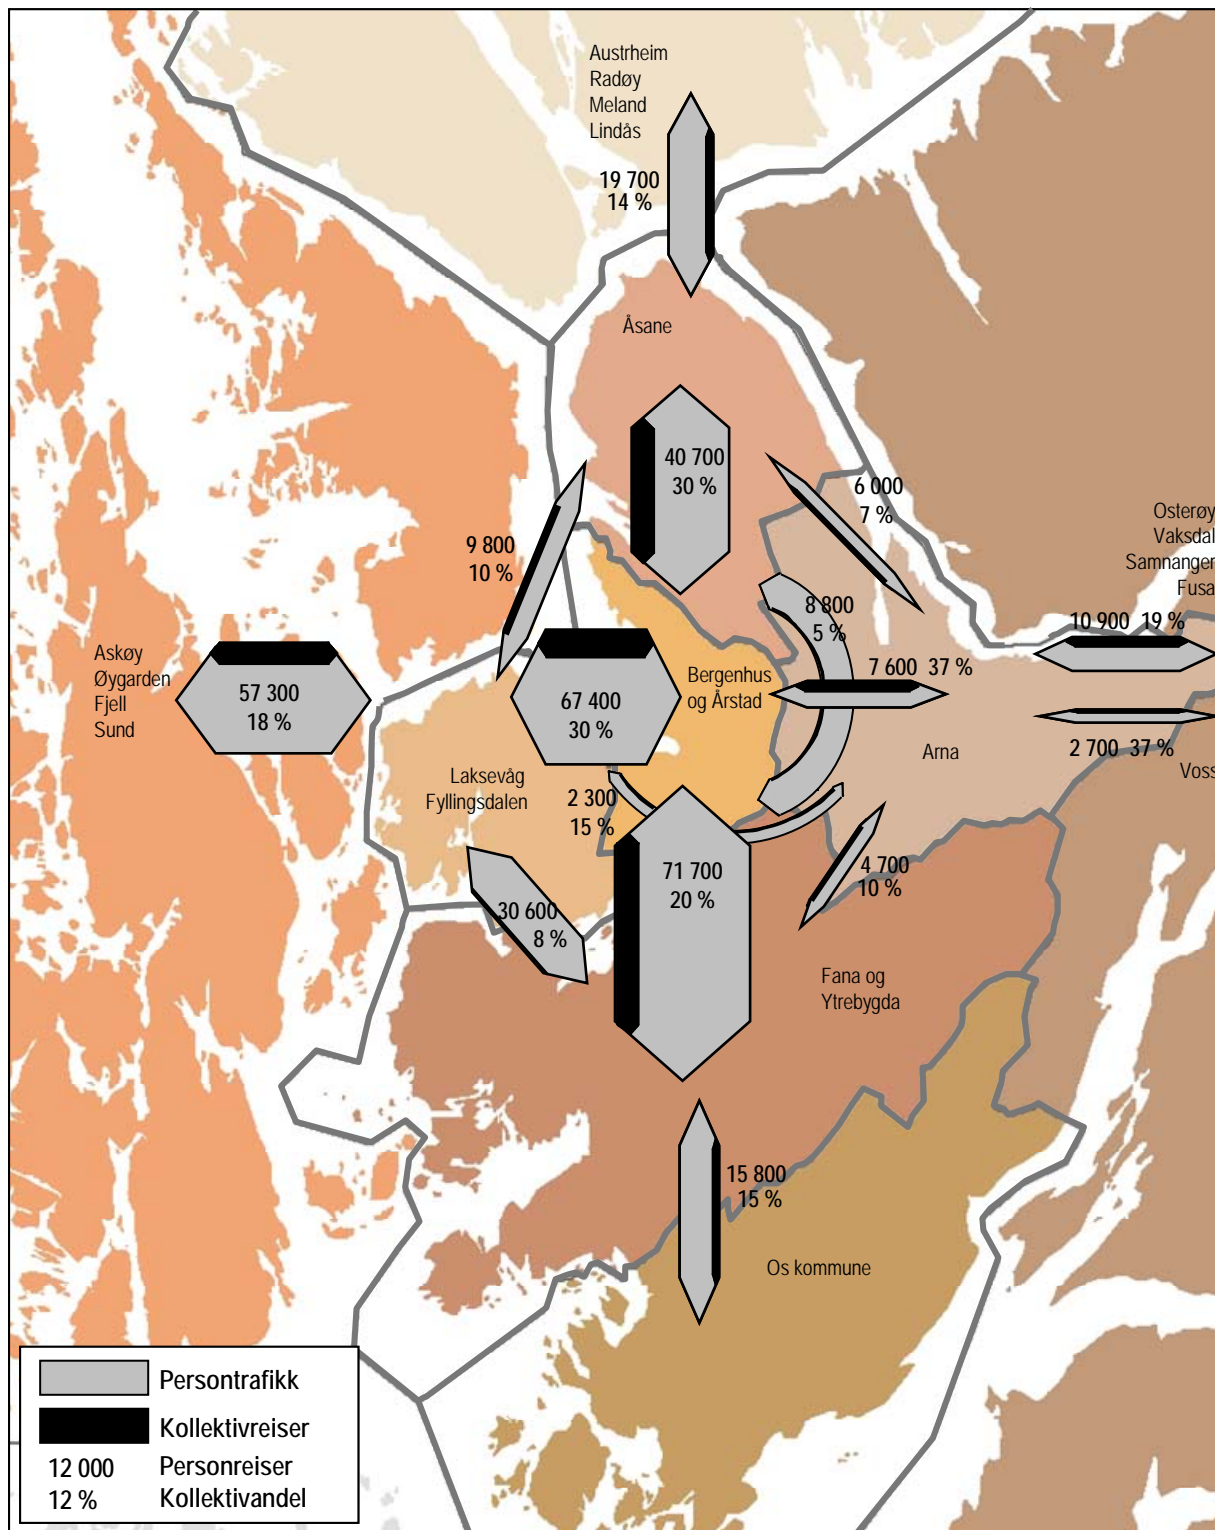 Austrheim
Radøy
Meland
Lindås
19 700
14 %
Åsane
40 700
30 %
6 000
7 %
9 800
10 %
Osterøy
Vaksdal
Samnanger
Fusa
10 900 19 %
8 800
5 %
7 600 37 %
Askøy
Øygarden
Fjell
Sund
57 300
18 %
67 400
30 %
Bergenhus
og Årstad
Arna
2 700 37 %
Voss
Laksevåg
Fyllingsdalen
2 300
15 %
71 700
20 %
4 700
10 %
30 600
8 %
Fana og
Ytrebygda
15 800
15 %
Os kommune
Persontrafikk
Kollektivreiser
12 000 Personreiser
12 % Kollektivandel